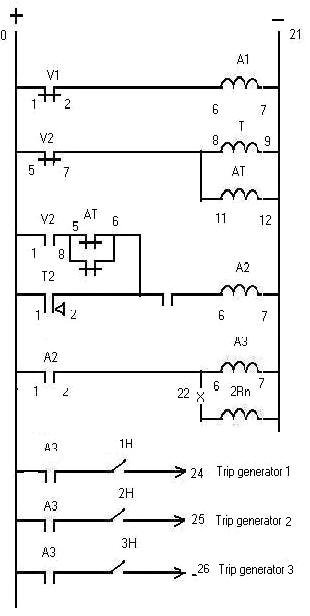 + −
0 21
V1 A1
1 2 6 7
V2 T
5 7 8 9
AT
11 12
V2 5 AT 6
1 8
T2 A2
1 2 6 7
A2 A3
1 2 22 6 7
2Rn
A3 1H
24 Trip generator 1
A3 2H
25 Trip generator 2
A3 3H
26 Trip generator 3